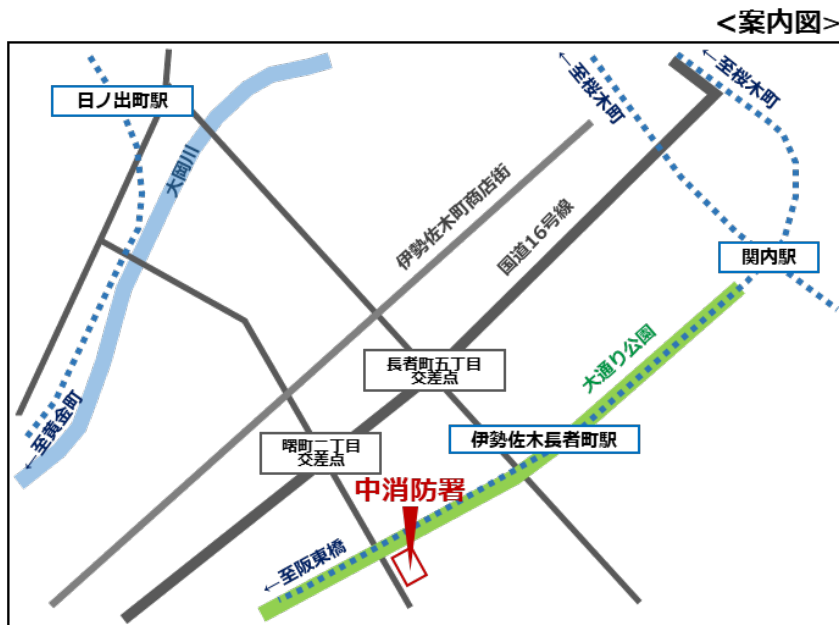 <案内図>
日ノ出町駅
←至桜木町
←至桜木町
大岡川
伊勢佐木町商店街
国道16号線
関内駅
長者町五丁目
交差点
大通り公園
←至黄金町
曙町二丁目
交差点
伊勢佐木長者町駅
中消防署
←至阪東橋